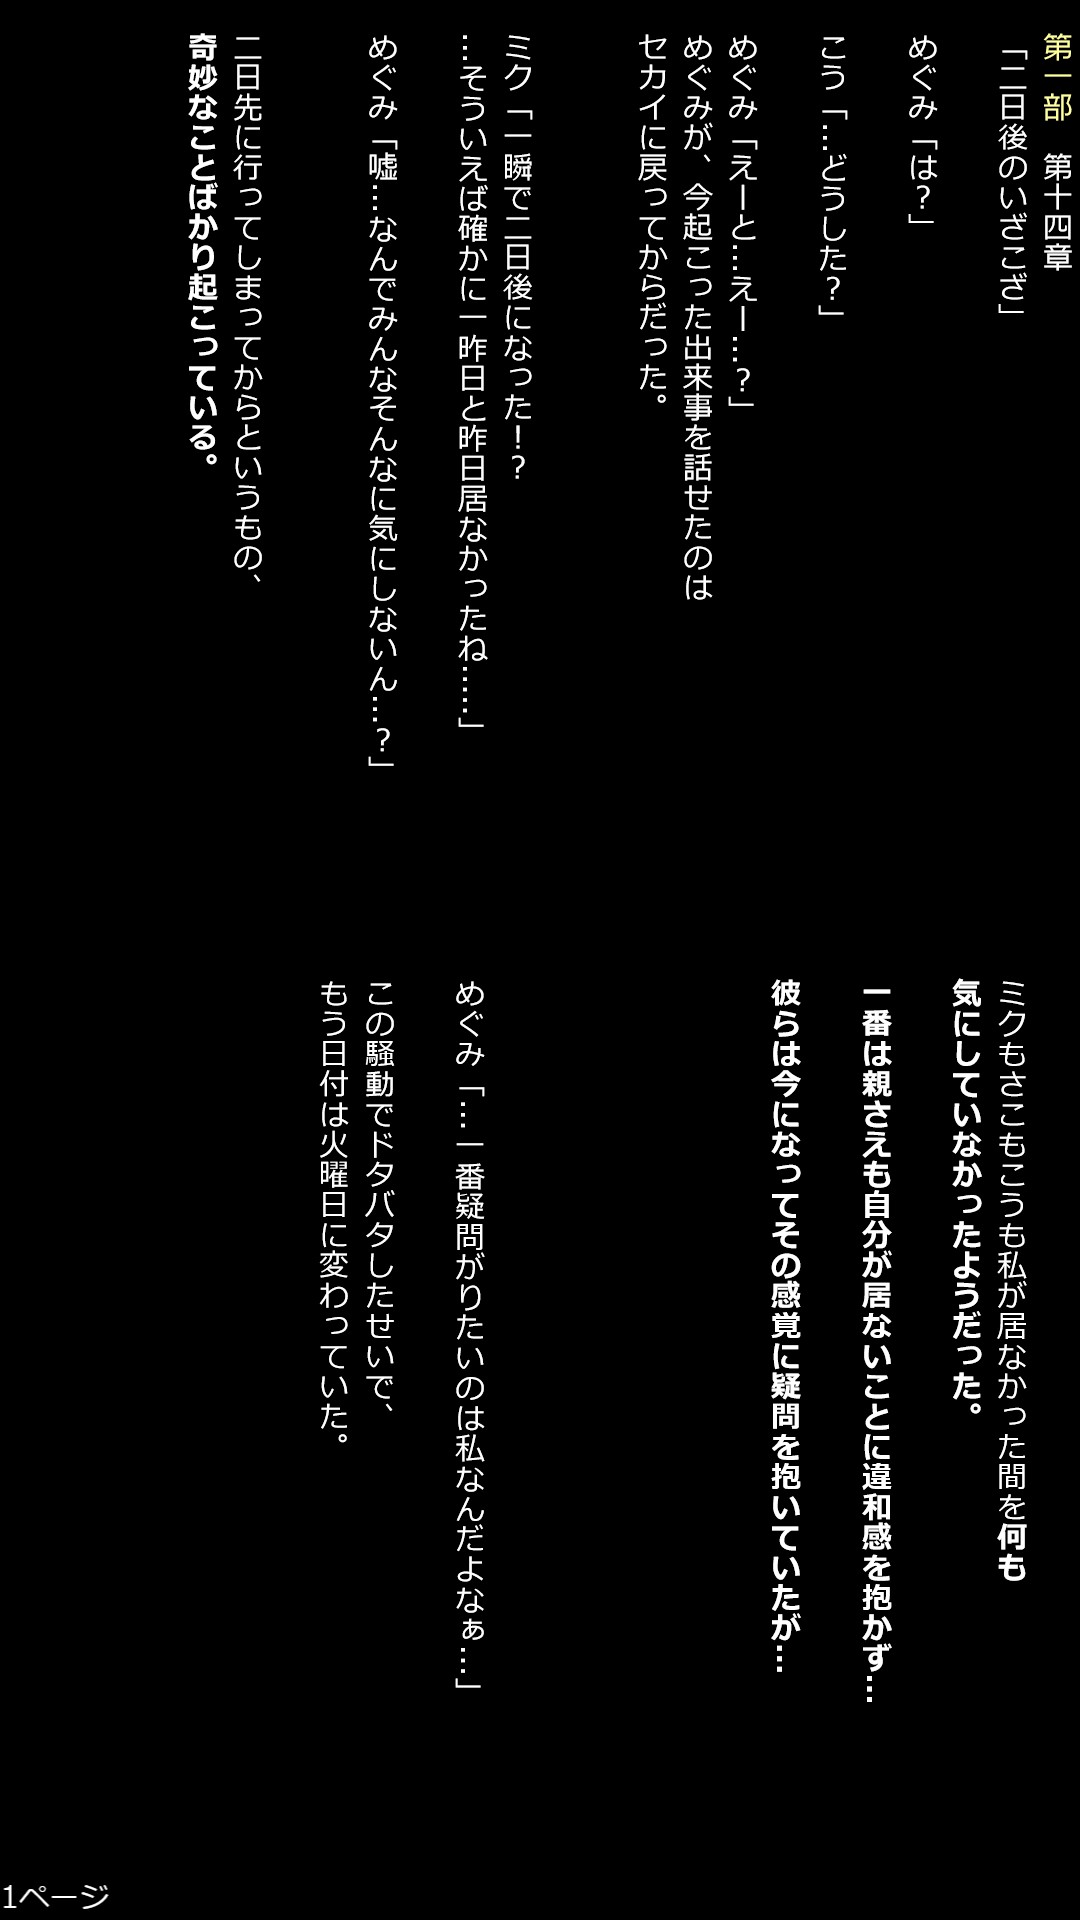 第一部　第十四章
「二日後のいざこざ」
めぐみ「は？」
こう「…どうした？」
めぐみ「えーと…えー…？」
めぐみが、今起こった出来事を話せたのは
セカイに戻ってからだった。
ミク「一瞬で二日後になった！？
…そういえば確かに一昨日と昨日居なかったね……」
めぐみ「嘘…なんでみんなそんなに気にしないん…？」
二日先に行ってしまってからというもの、
奇妙なことばかり起こっている。
ミクもさこもこうも私が居なかった間を何も
気にしていなかったようだった。
一番は親さえも自分が居ないことに違和感を抱かず…
彼らは今になってその感覚に疑問を抱いていたが…
めぐみ「…一番疑問がりたいのは私なんだよなぁ…」
この騒動でドタバタしたせいで、
もう日付は火曜日に変わっていた。
1ページ